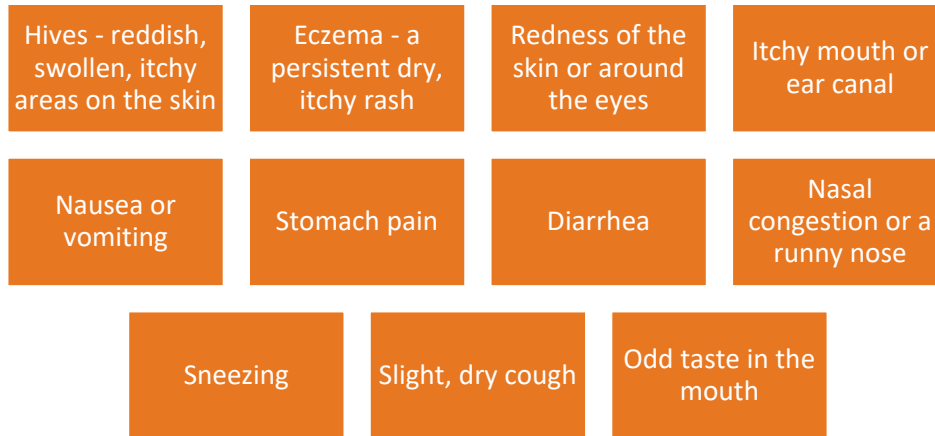 Hives - reddish,
swollen, itchy
areas on the skin
Eczema - a
persistent dry,
itchy rash
Redness of the
skin or around
the eyes
Itchy mouth or
ear canal
Nausea or
vomiting
Stomach pain
Diarrhea
Nasal
congestion or a
runny nose
Sneezing
Slight, dry cough
Odd taste in the
mouth